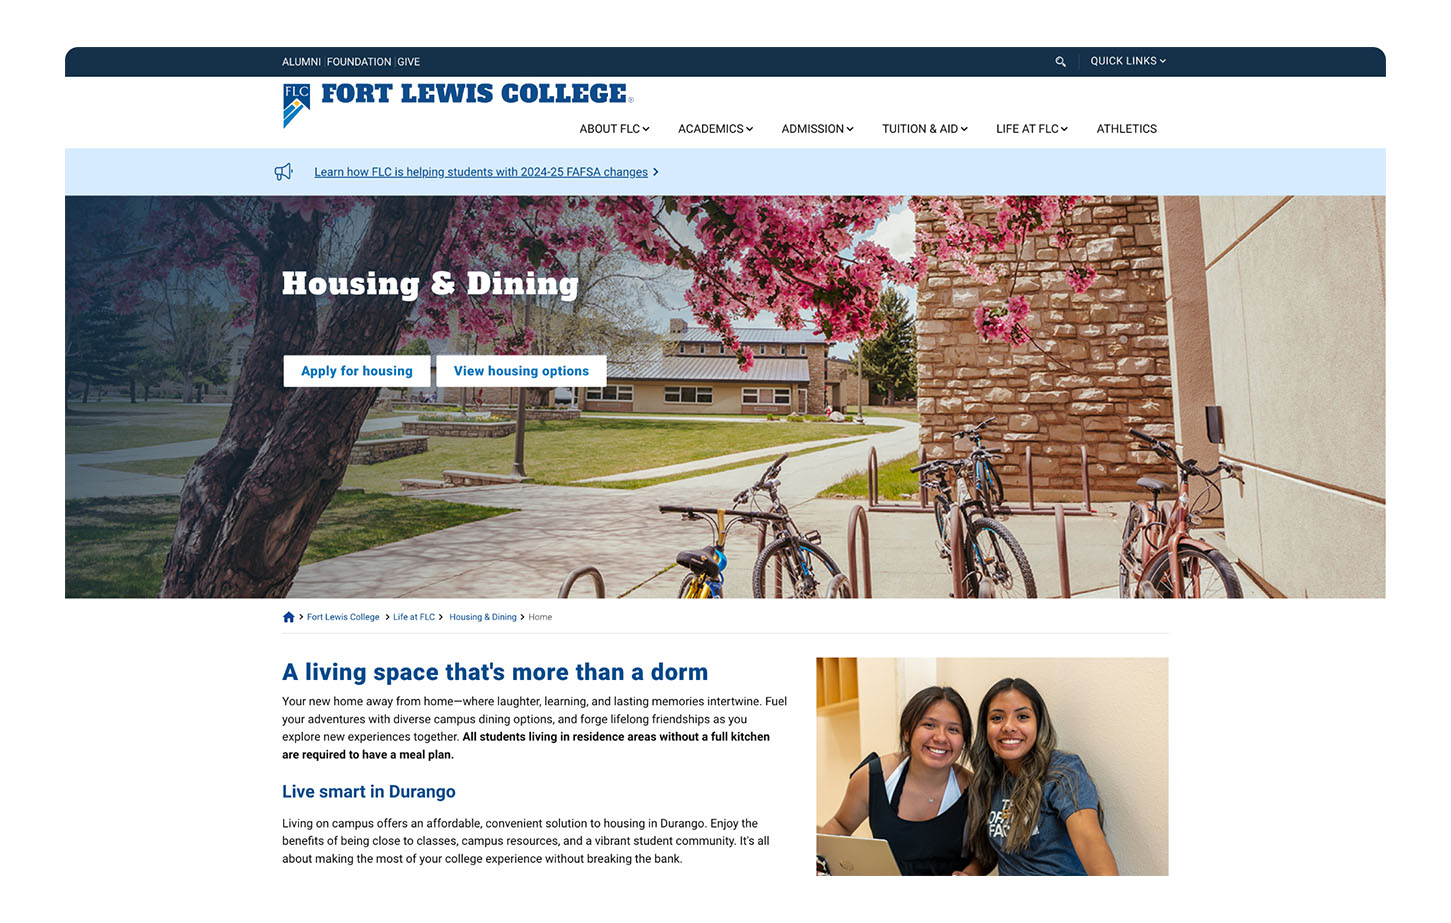 ALUMNI FOUNDATION GIVE
QUICK LINKS
FLC
FORT LEWIS COLLEGE®
ABOUT FLC ACADEMICS ADMISSION TUITION & AID LIFE AT FLC ATHLETICS
Learn how FLC is helping students with 2024-25 FAFSA changes
Housing & Dining
Apply for housing View housing options
Fort Lewis College Life at FLC Housing & Dining Home
A living space that's more than a dorm
Your new home away from home—where laughter, learning, and lasting memories intertwine. Fuel
your adventures with diverse campus dining options, and forge lifelong friendships as you
explore new experiences together. All students living in residence areas without a full kitchen
are required to have a meal plan.
Live smart in Durango
Living on campus offers an affordable, convenient solution to housing in Durango. Enjoy the
benefits of being close to classes, campus resources, and a vibrant student community. It's all
about making the most of your college experience without breaking the bank.